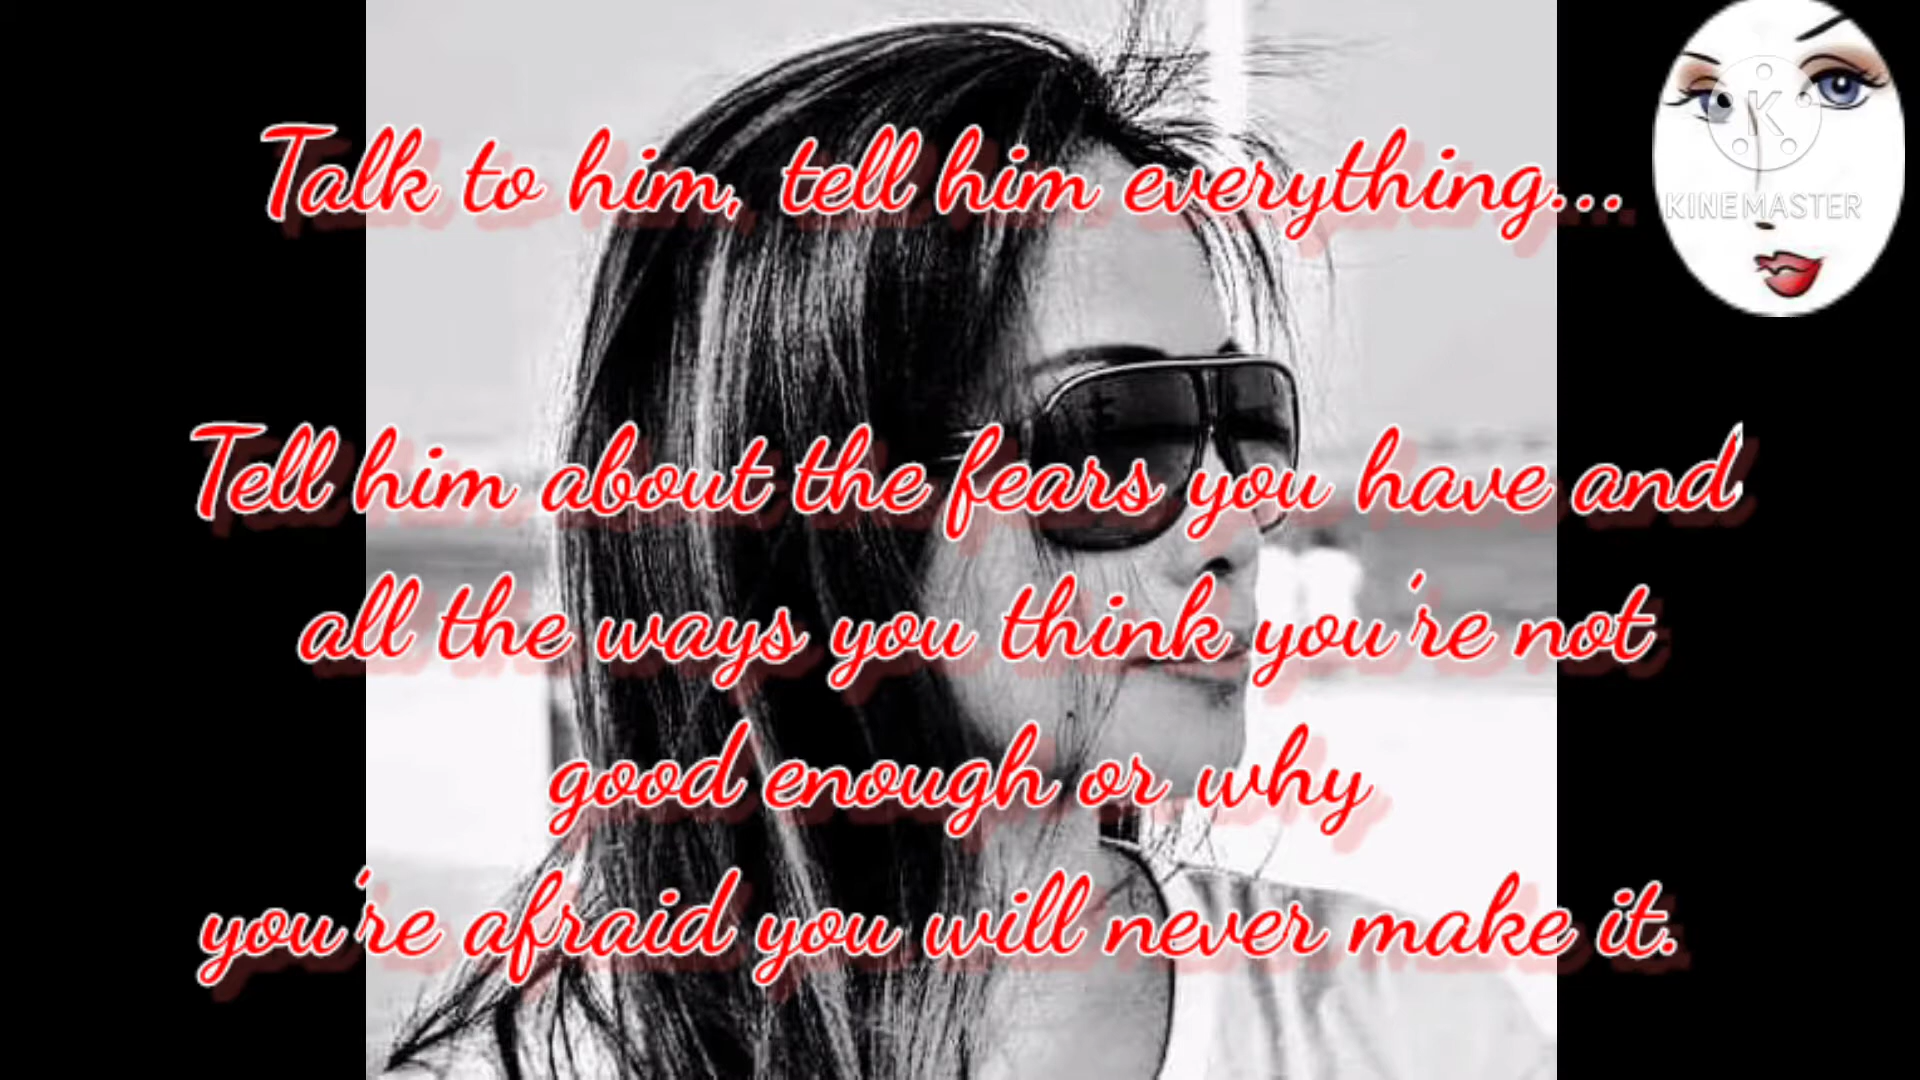 Talk to him, tell him everything...
KINEMASTER
Tell him about the fears you have and
all the ways you think you're not
good enough or why
you're afraid you will never make it.